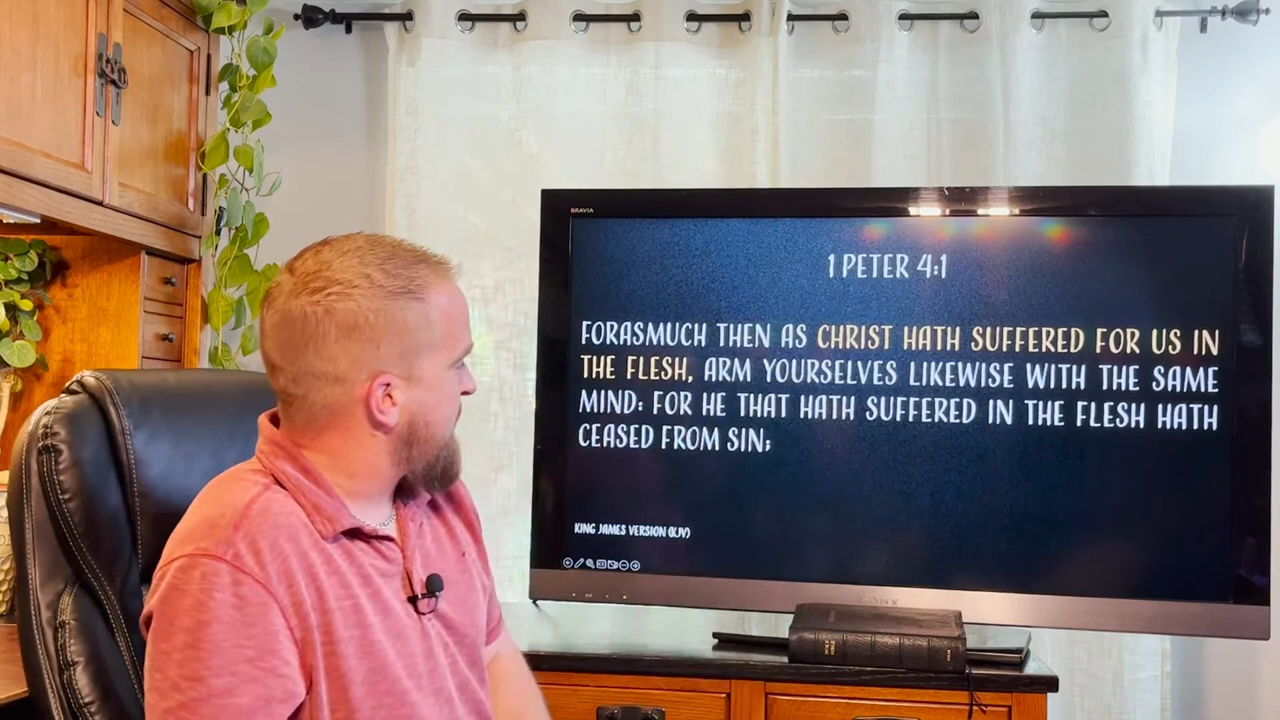 BRAVIA
1 PETER 4:1
FORASMUCH THEN AS CHRIST HATH SUFFERED FOR US IN
THE FLESH, ARM YOURSELVES LIKEWISE WITH THE SAME
MIND: FOR HE THAT HATH SUFFERED IN THE FLESH HATH
CEASED FROM SIN;
KING JAMES VERSION (KJV)
SONY
HOLY
BIBLE